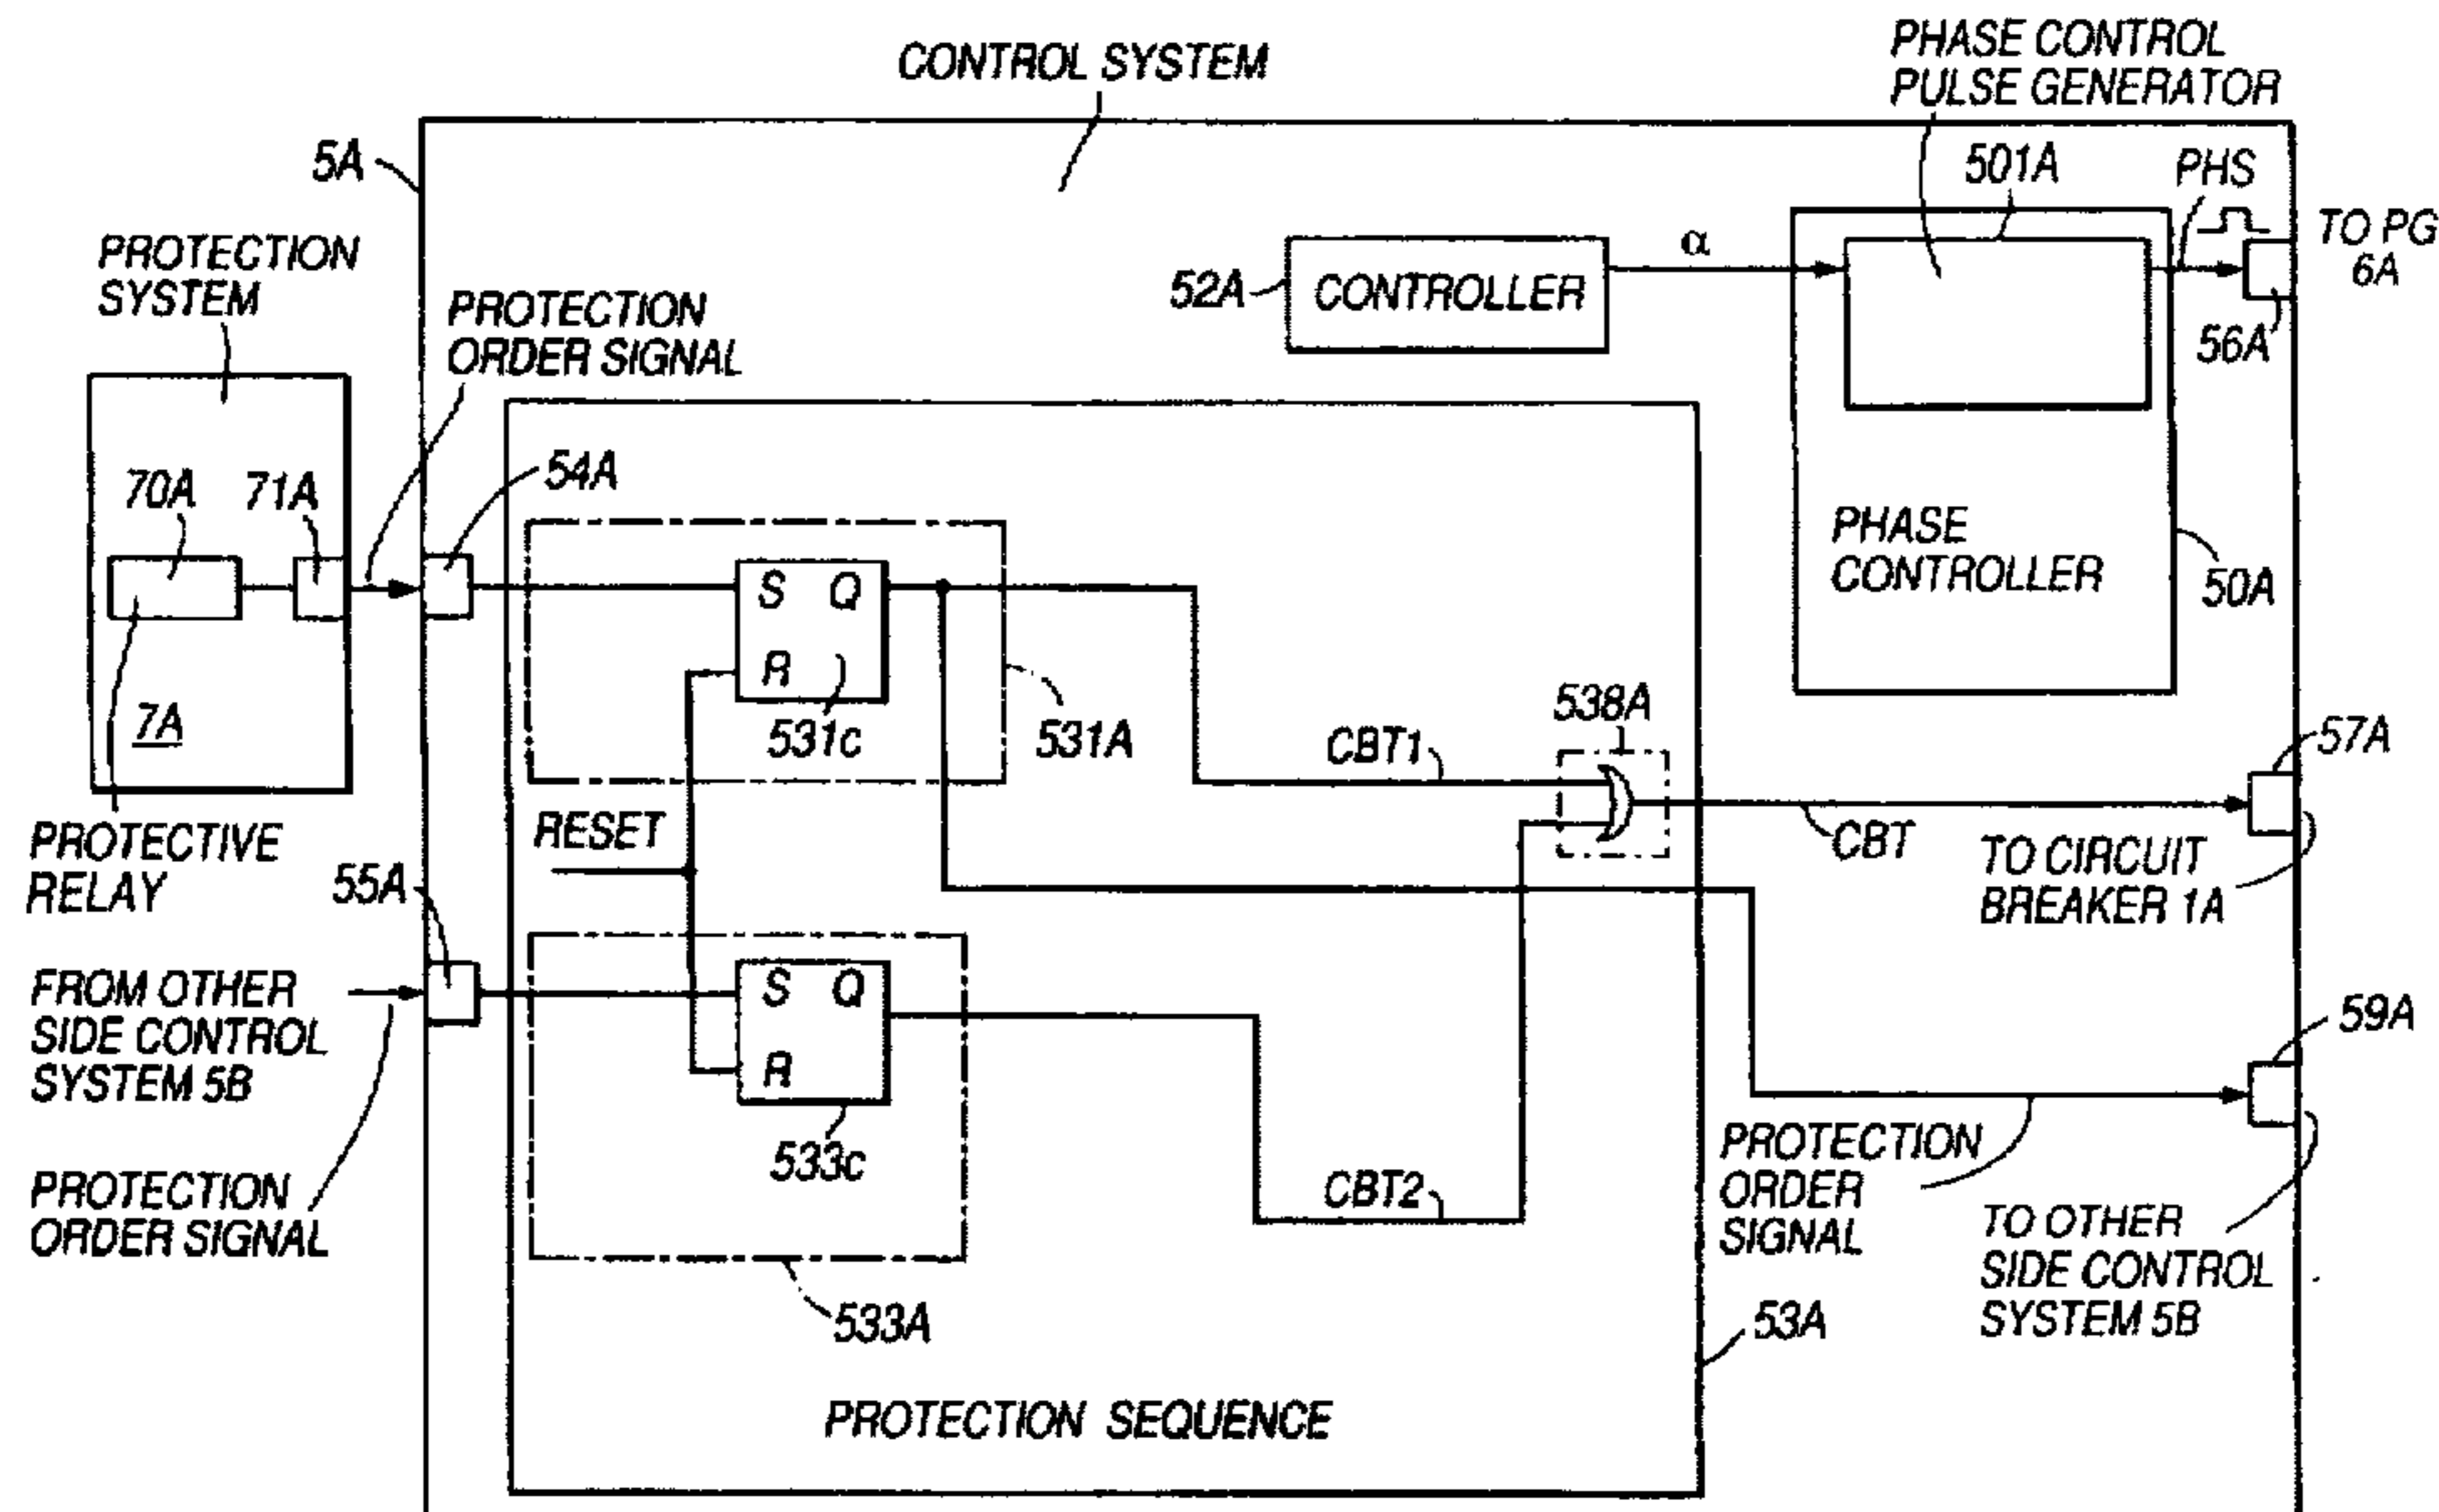 CONTROL SYSTEM
PHASE CONTROL
PULSE GENERATOR
5A
501A
PHS
TO PG
6A
PROTECTION
SYSTEM
PROTECTION
ORDER SIGNAL
52A
CONTROLLER
α
56A
54A
70A
71A
PHASE
CONTROLLER
50A
S Q
R
531c
531A
7A
538A
57A
CBT1
RESET
PROTECTIVE
RELAY
CBT
TO CIRCUIT
BREAKER 1A
55A
FROM OTHER
SIDE CONTROL
SYSTEM 5B
S Q
R
533c
59A
PROTECTION
ORDER SIGNAL
CBT2
PROTECTION
ORDER
SIGNAL
TO OTHER
SIDE CONTROL
SYSTEM 5B
533A
53A
PROTECTION SEQUENCE